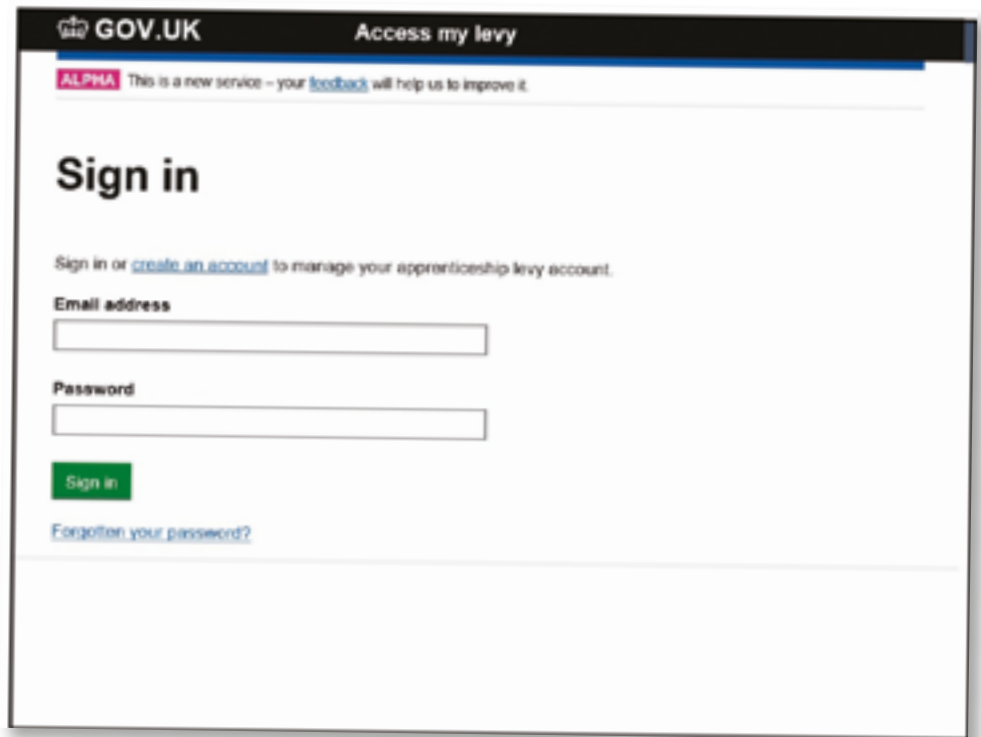 GOV.UK Access my levy
ALPHA This is a new service – your feedback will help us to improve it.
Sign in
Sign in or create an account to manage your apprenticeship levy account.
Email address
Password
Sign in
Forgotten your password?